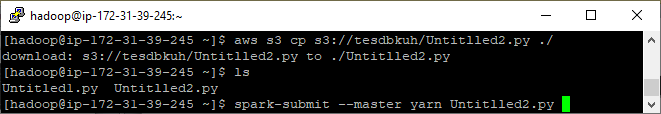 hadoop@ip-172-31-39-245:~
[hadoop@ip-172-31-39-245 ~]$ aws s3 cp s3://tesdbkuh/Untitlled2.py ./
download: s3://tesdbkuh/Untitlled2.py to ./Untitlled2.py
[hadoop@ip-172-31-39-245 ~]$ ls
Untitled1.py  Untitlled2.py
[hadoop@ip-172-31-39-245 ~]$ spark-submit --master yarn Untitlled2.py